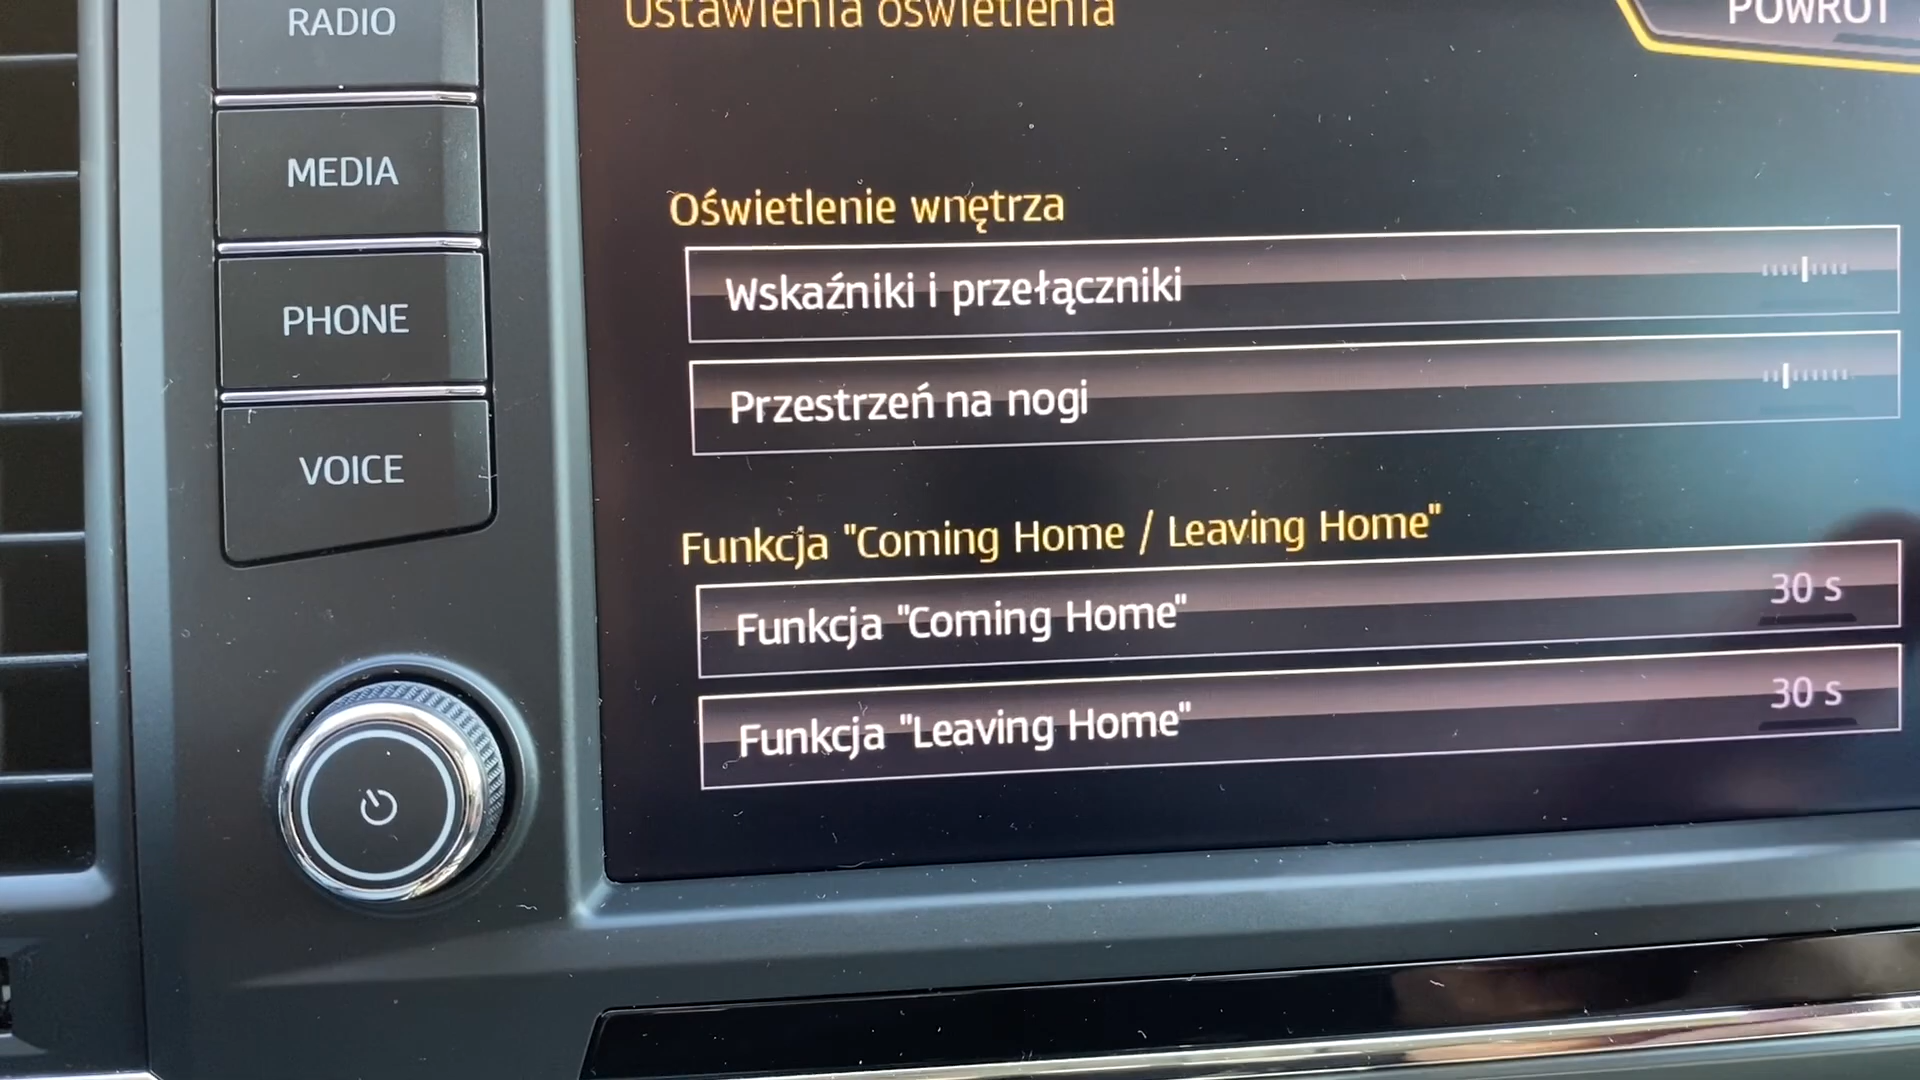 RADIO
MEDIA
PHONE
VOICE
Ustawienia oświetlenia
POWRÓT
Oświetlenie wnętrza
Wskaźniki i przełączniki
Przestrzeń na nogi
Funkcja "Coming Home / Leaving Home"
Funkcja "Coming Home" 30 s
Funkcja "Leaving Home" 30 s